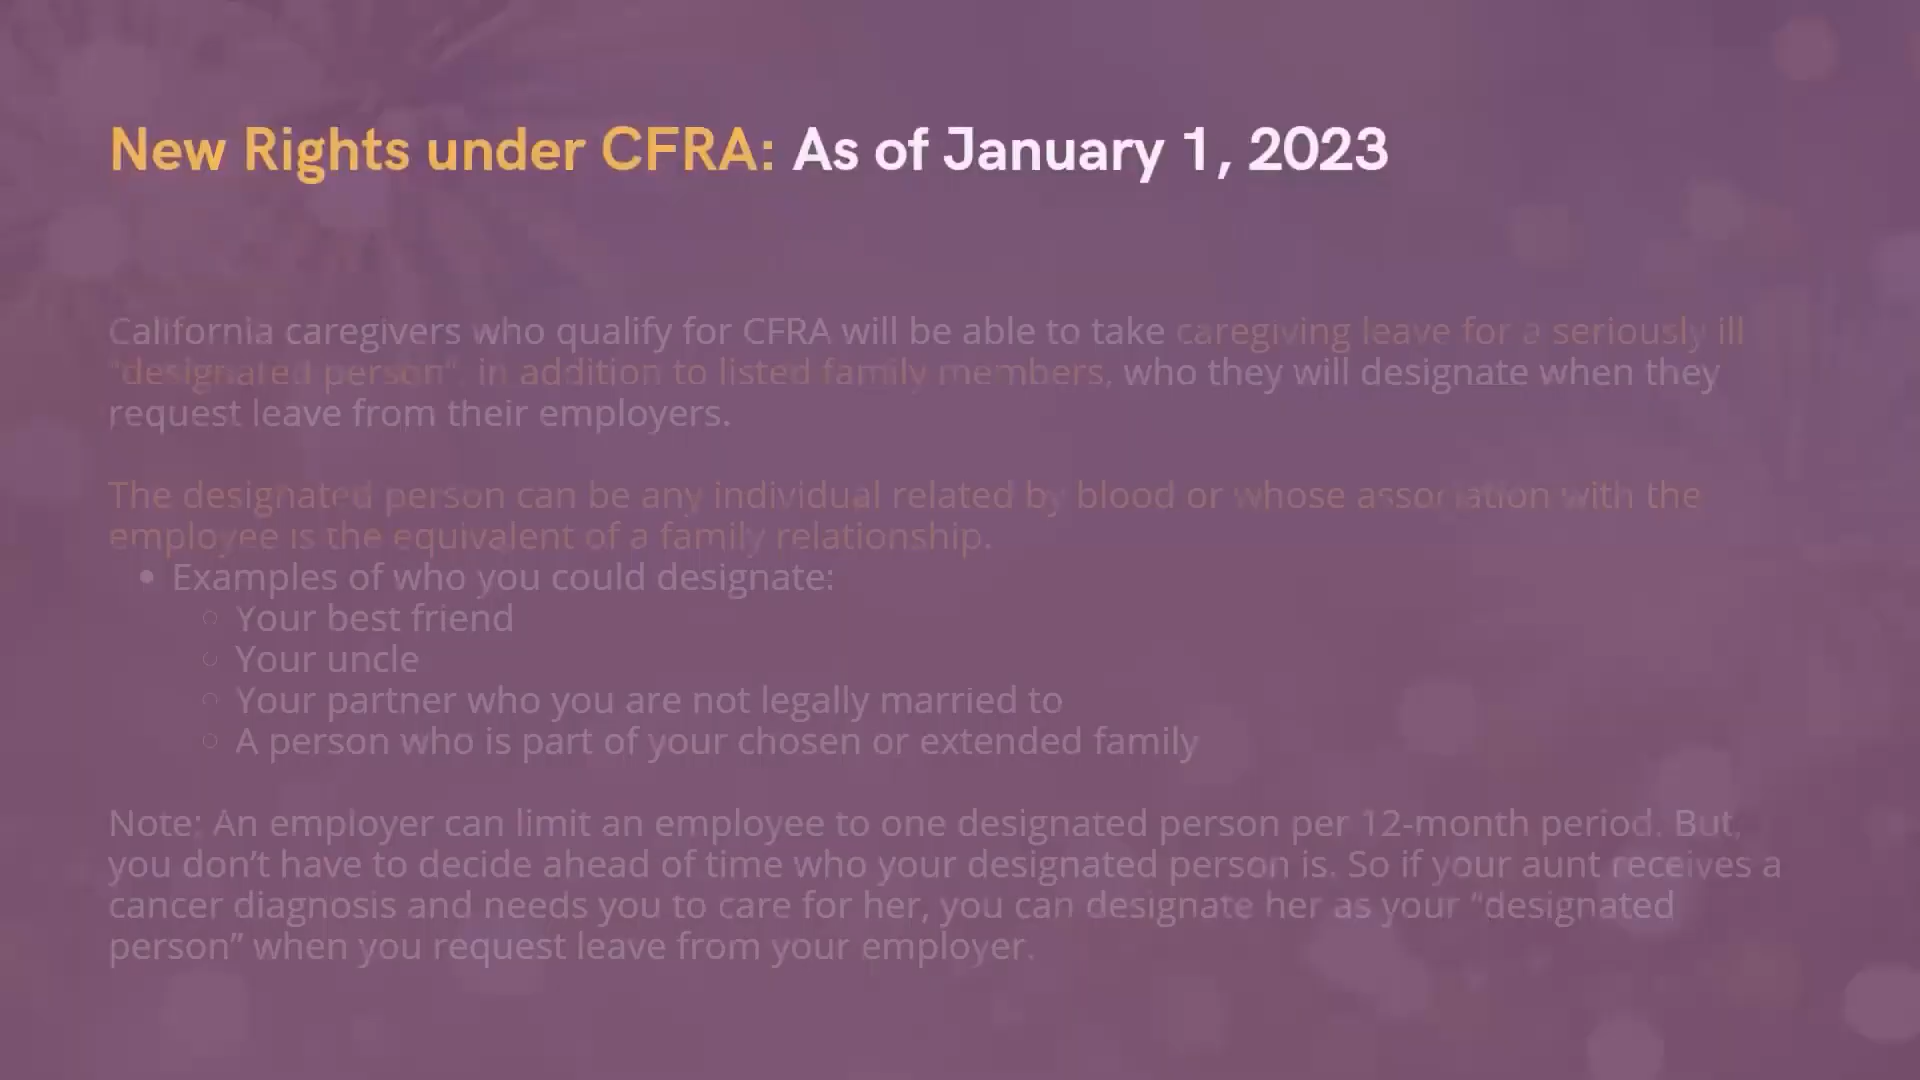 New Rights under CFRA: As of January 1, 2023
California caregivers who qualify for CFRA will be able to take caregiving leave for a seriously ill
"designated person", in addition to listed family members, who they will designate when they
request leave from their employers.
The designated person can be any individual related by blood or whose association with the
employee is the equivalent of a family relationship.
• Examples of who you could designate:
○ Your best friend
○ Your uncle
○ Your partner who you are not legally married to
○ A person who is part of your chosen or extended family
Note: An employer can limit an employee to one designated person per 12-month period. But,
you don’t have to decide ahead of time who your designated person is. So if your aunt receives a
cancer diagnosis and needs you to care for her, you can designate her as your “designated
person” when you request leave from your employer.